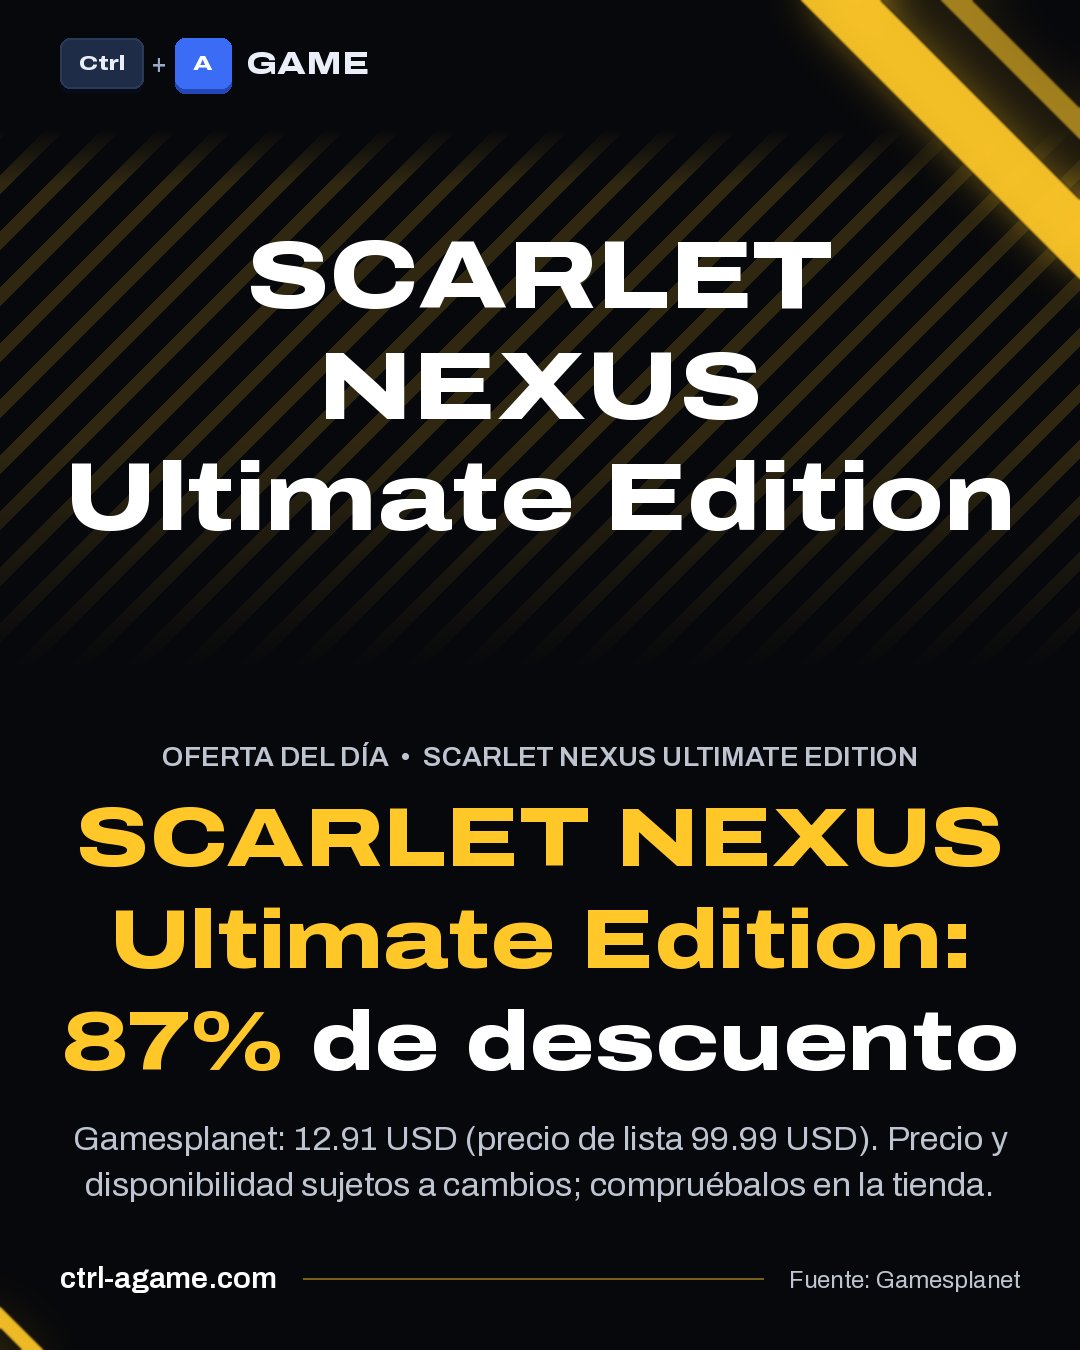 Ctrl + A GAME
SCARLET
NEXUS
Ultimate Edition
OFERTA DEL DÍA • SCARLET NEXUS ULTIMATE EDITION
SCARLET NEXUS
Ultimate Edition:
87% de descuento
Gamesplanet: 12.91 USD (precio de lista 99.99 USD). Precio y
disponibilidad sujetos a cambios; compruébalos en la tienda.
ctrl-agame.com
Fuente: Gamesplanet